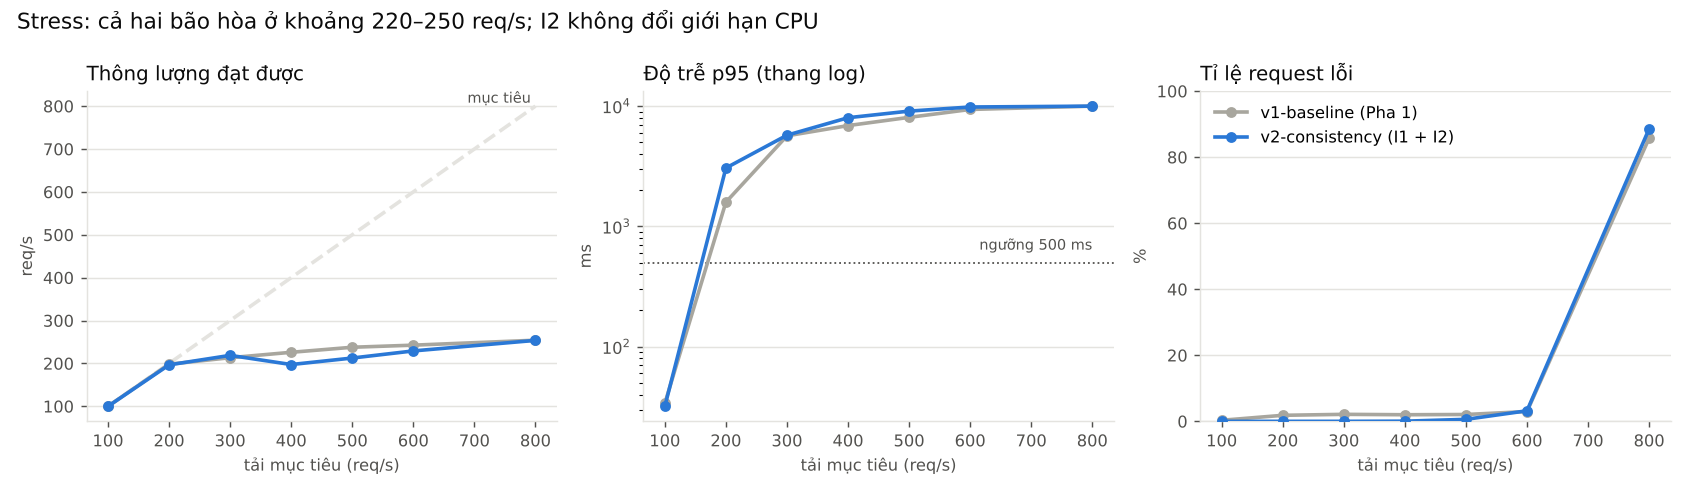 Stress: cả hai bão hòa ở khoảng 220–250 req/s; I2 không đổi giới hạn CPU
Thông lượng đạt được
800
700
600
500
400
300
200
100
req/s
mục tiêu
100 200 300 400 500 600 700 800
tải mục tiêu (req/s)
Độ trễ p95 (thang log)
10⁴
10³
10²
ms
ngưỡng 500 ms
100 200 300 400 500 600 700 800
tải mục tiêu (req/s)
Tỉ lệ request lỗi
100
80
60
40
20
0
%
v1-baseline (Pha 1)
v2-consistency (I1 + I2)
100 200 300 400 500 600 700 800
tải mục tiêu (req/s)